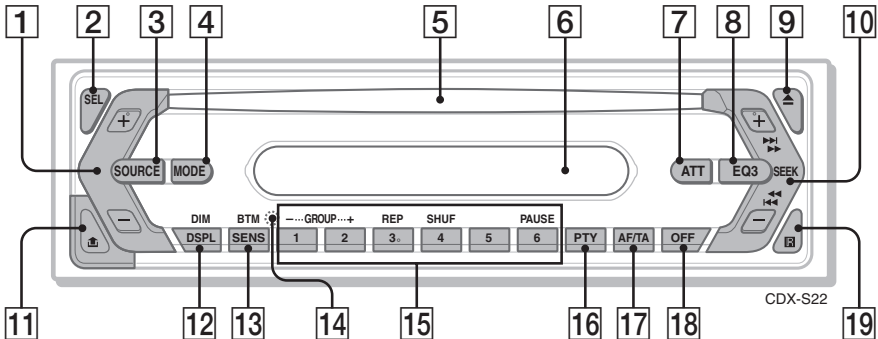 1 2 3 4 5 6 7 8 9 10
SEL
+ +
SOURCE MODE ATT EQ3 SEEK
− −
DIM BTM −···GROUP···+ REP SHUF PAUSE
DSPL SENS 1 2 3 4 5 6 PTY AF/TA OFF R
CDX-S22
11 12 13 14 15 16 17 18 19